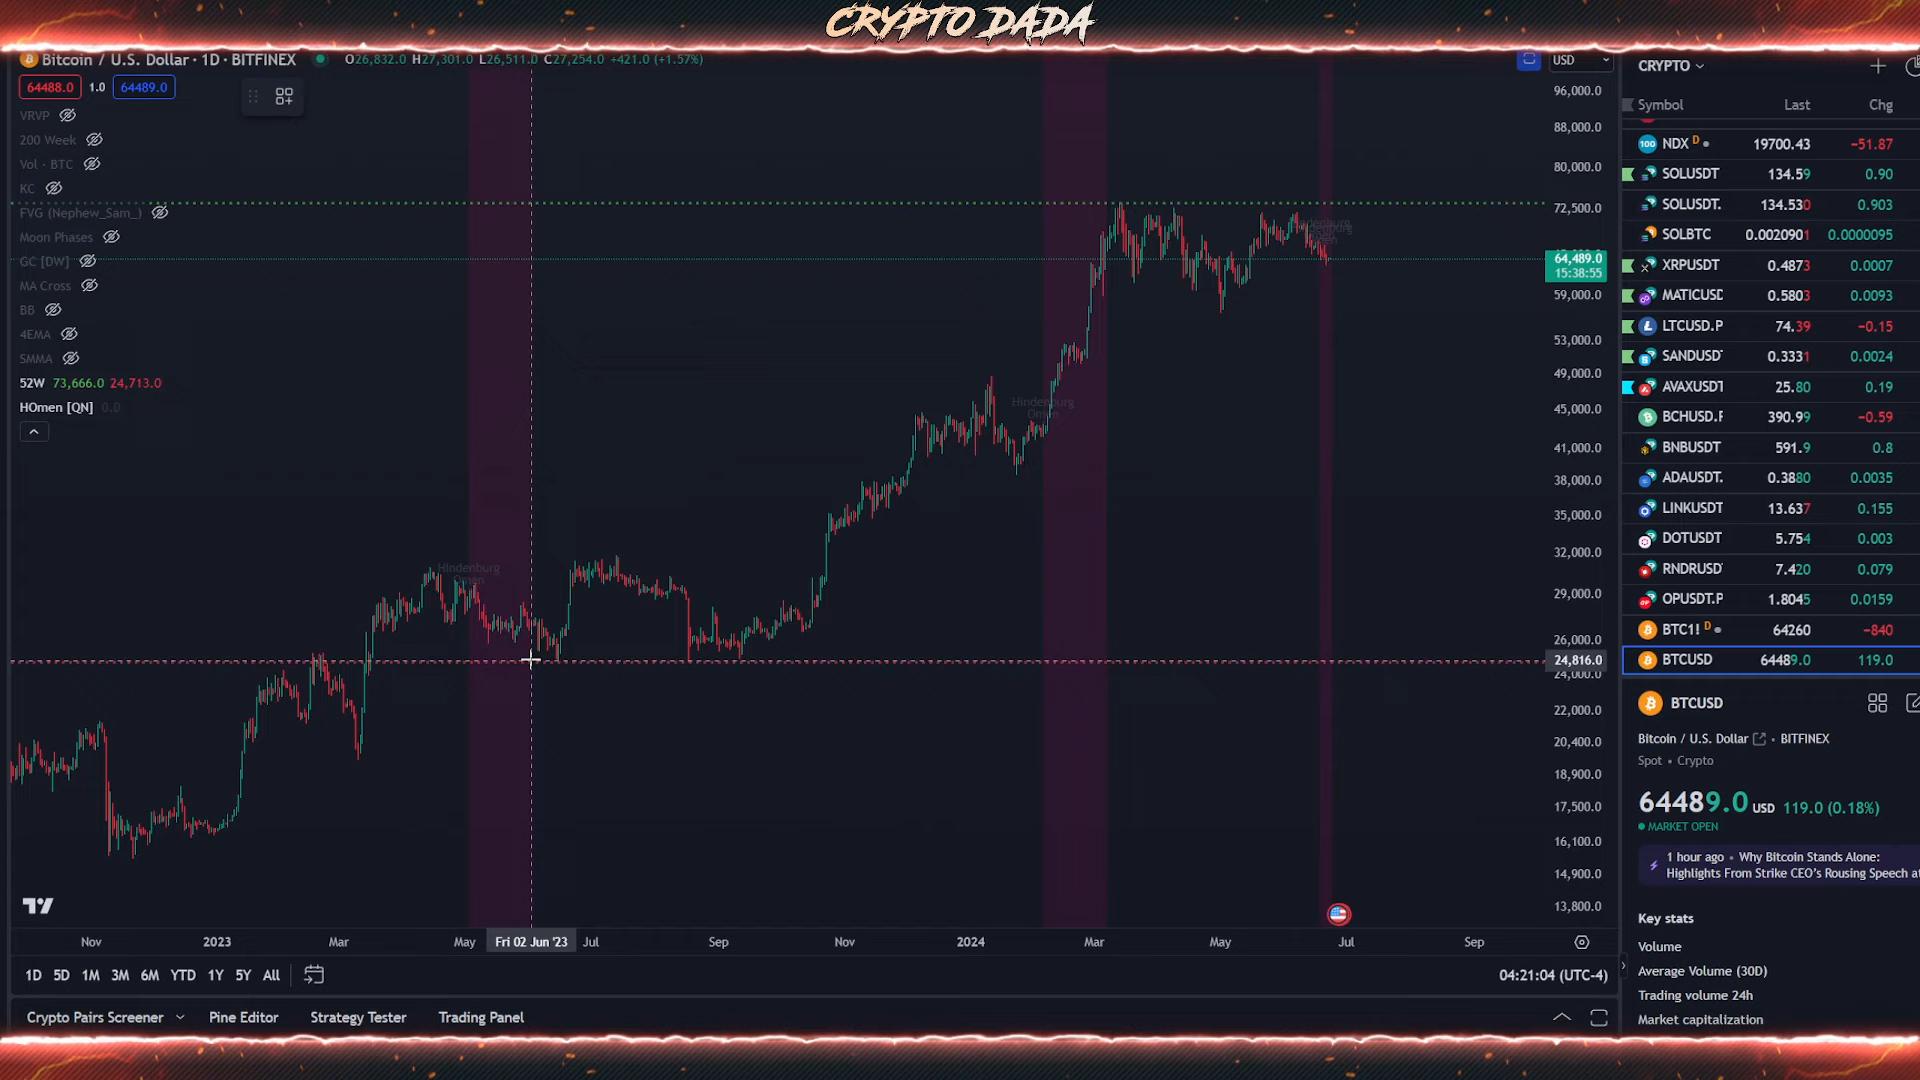 CRYPTO DADA
Bitcoin / U.S. Dollar · 1D · BITFINEX O26,832.0 H27,301.0 L26,511.0 C27,254.0 +421.0 (+1.57%)
64488.0 1.0 64489.0
VRVP
200 Week
Vol · BTC
KC
FVG (Nephew_Sam_)
Moon Phases
GC [DW]
MA Cross
BB
4EMA
SMMA
52W 73,666.0 24,713.0
HOmen [QN] 0.0
Hindenburg
Omen
Hindenburg
Omen
USD
96,000.0
88,000.0
80,000.0
72,500.0
64,489.0
15:38:55
59,000.0
53,000.0
49,000.0
45,000.0
41,000.0
38,000.0
35,000.0
32,000.0
29,000.0
26,000.0
24,816.0
24,000.0
22,000.0
20,400.0
18,900.0
17,500.0
16,100.0
14,900.0
13,800.0
Nov 2023 Mar May Fri 02 Jun '23 Jul Sep Nov 2024 Mar May Jul Sep
1D 5D 1M 3M 6M YTD 1Y 5Y All
04:21:04 (UTC-4)
Crypto Pairs Screener Pine Editor Strategy Tester Trading Panel
CRYPTO
Symbol Last Chg
NDX D 19700.43 −51.87
SOLUSDT 134.59 0.90
SOLUSDT. 134.530 0.903
SOLBTC 0.0020901 0.0000095
XRPUSDT 0.4873 0.0007
MATICUSD 0.5803 0.0093
LTCUSD.P 74.39 −0.15
SANDUSDT 0.3331 0.0024
AVAXUSDT 25.80 0.19
BCHUSD.P 390.99 −0.59
BNBUSDT 591.9 0.8
ADAUSDT. 0.3880 0.0035
LINKUSDT 13.637 0.155
DOTUSDT 5.754 0.003
RNDRUSD 7.420 0.079
OPUSDT.P 1.8045 0.0159
BTC1! D 64260 −840
BTCUSD 64489.0 119.0
BTCUSD
Bitcoin / U.S. Dollar • BITFINEX
Spot • Crypto
64489.0 USD 119.0 (0.18%)
MARKET OPEN
1 hour ago • Why Bitcoin Stands Alone:
Highlights From Strike CEO's Rousing Speech at
Key stats
Volume
Average Volume (30D)
Trading volume 24h
Market capitalization